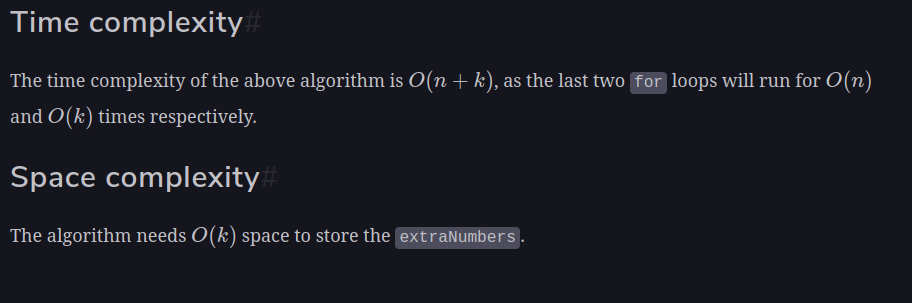 Time complexity#
The time complexity of the above algorithm is O(n + k), as the last two for loops will run for O(n)
and O(k) times respectively.
Space complexity#
The algorithm needs O(k) space to store the extraNumbers.